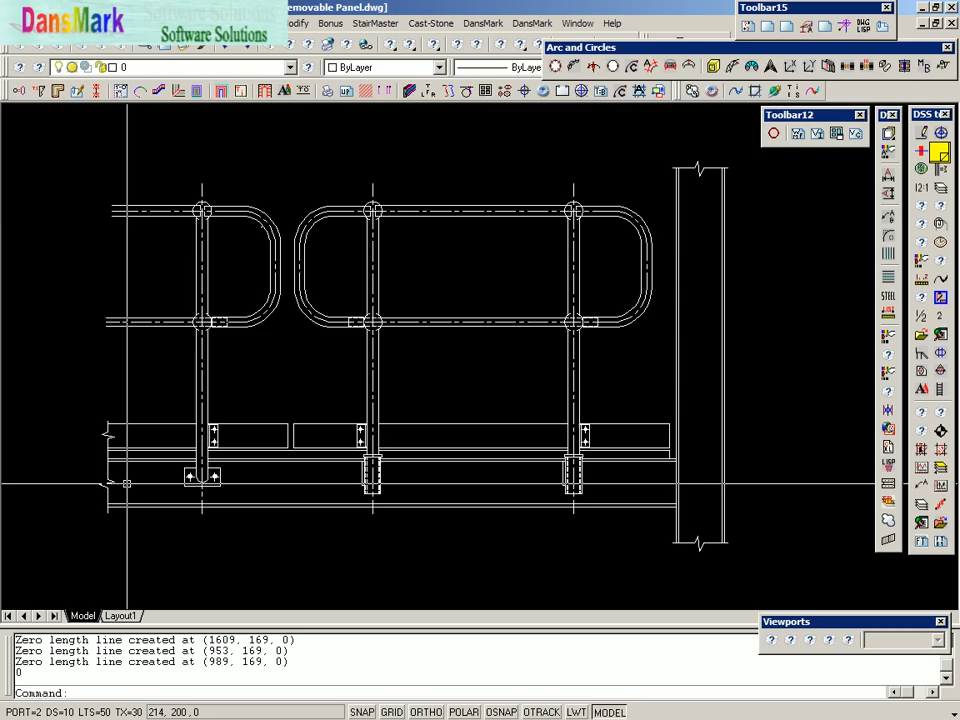 DansMark
Software Solutions
Software Solutions
emovable Panel.dwg]
odify Bonus StairMaster Cast-Stone DansMark DansMark Window Help
Toolbar15
Arc and Circles
0
ByLayer
ByLaye
Toolbar12
D
DSS t
12:1
STEEL
LISP
1/2
2
Model
Layout1
Viewports
Zero length line created at (1609, 169, 0)
Zero length line created at (953, 169, 0)
Zero length line created at (989, 169, 0)
0
Command:
PORT=2 DS=10 LTS=50 TX=30 214, 200,0 SNAP GRID ORTHO POLAR OSNAP OTRACK LWT MODEL